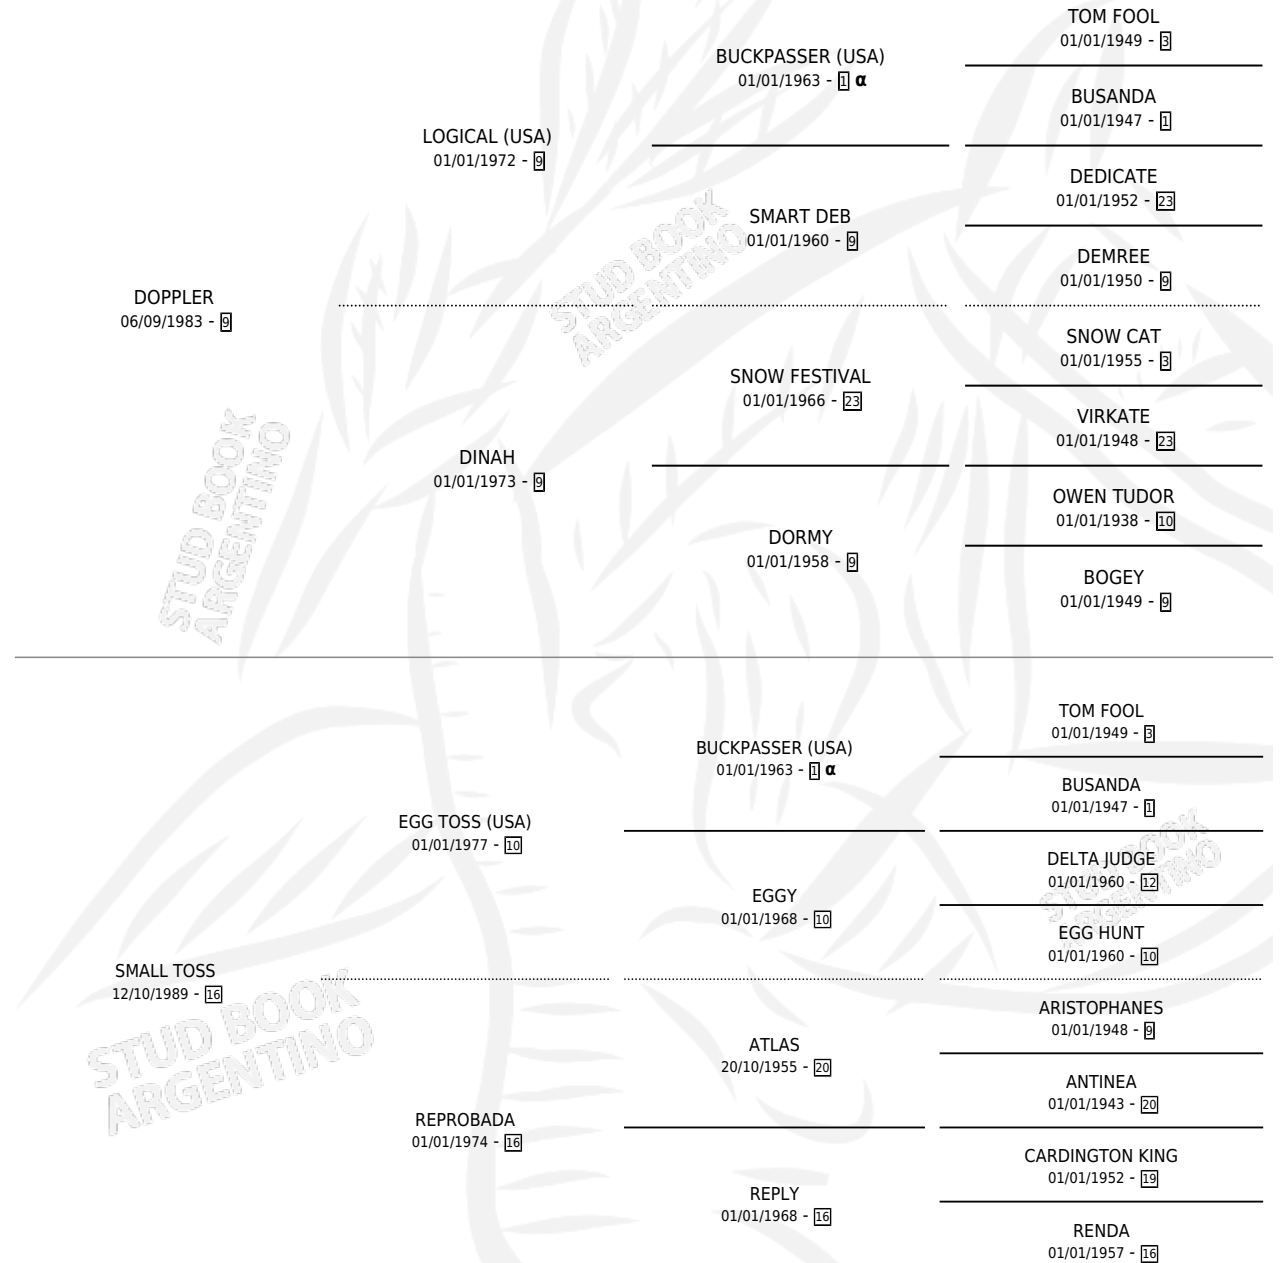 TOM FOOL
01/01/1949 - 3
BUCKPASSER (USA)
01/01/1963 - 1 α
BUSANDA
01/01/1947 - 1
LOGICAL (USA)
01/01/1972 - 9
DEDICATE
01/01/1952 - 23
SMART DEB
01/01/1960 - 9
DEMREE
01/01/1950 - 9
DOPPLER
06/09/1983 - 9
SNOW CAT
01/01/1955 - 3
SNOW FESTIVAL
01/01/1966 - 23
VIRKATE
01/01/1948 - 23
DINAH
01/01/1973 - 9
OWEN TUDOR
01/01/1938 - 10
DORMY
01/01/1958 - 9
BOGEY
01/01/1949 - 9
TOM FOOL
01/01/1949 - 3
BUCKPASSER (USA)
01/01/1963 - 1 α
BUSANDA
01/01/1947 - 1
EGG TOSS (USA)
01/01/1977 - 10
DELTA JUDGE
01/01/1960 - 12
EGGY
01/01/1968 - 10
EGG HUNT
01/01/1960 - 10
SMALL TOSS
12/10/1989 - 16
ARISTOPHANES
01/01/1948 - 9
ATLAS
20/10/1955 - 20
ANTINEA
01/01/1943 - 20
REPROBADA
01/01/1974 - 16
CARDINGTON KING
01/01/1952 - 19
REPLY
01/01/1968 - 16
RENDA
01/01/1957 - 16
STUD BOOK
ARGENTINO
STUD BOOK
ARGENTINO
STUD BOOK
ARGENTINO
STUD BOOK
ARGENTINO